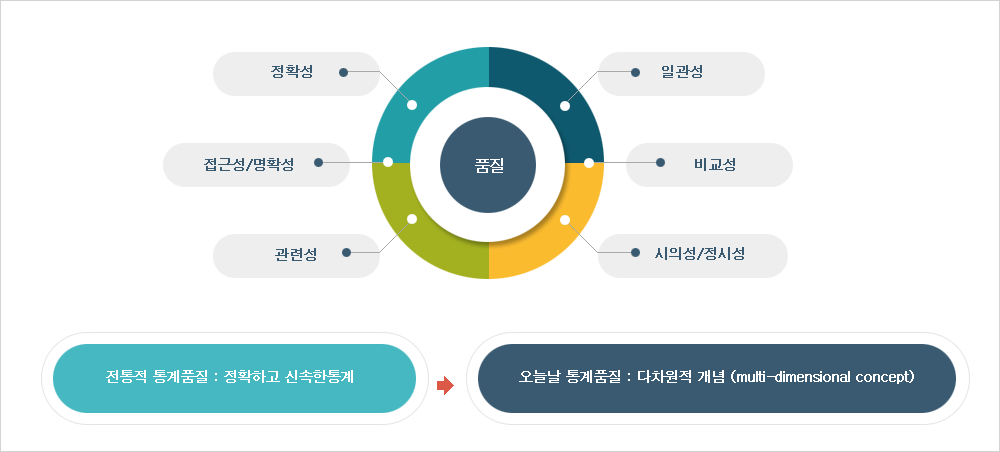 정확성
일관성
접근성/명확성
품질
비교성
관련성
시의성/정시성
전통적 통계품질 : 정확하고 신속한통계
오늘날 통계품질 : 다차원적 개념 (multi-dimensional concept)